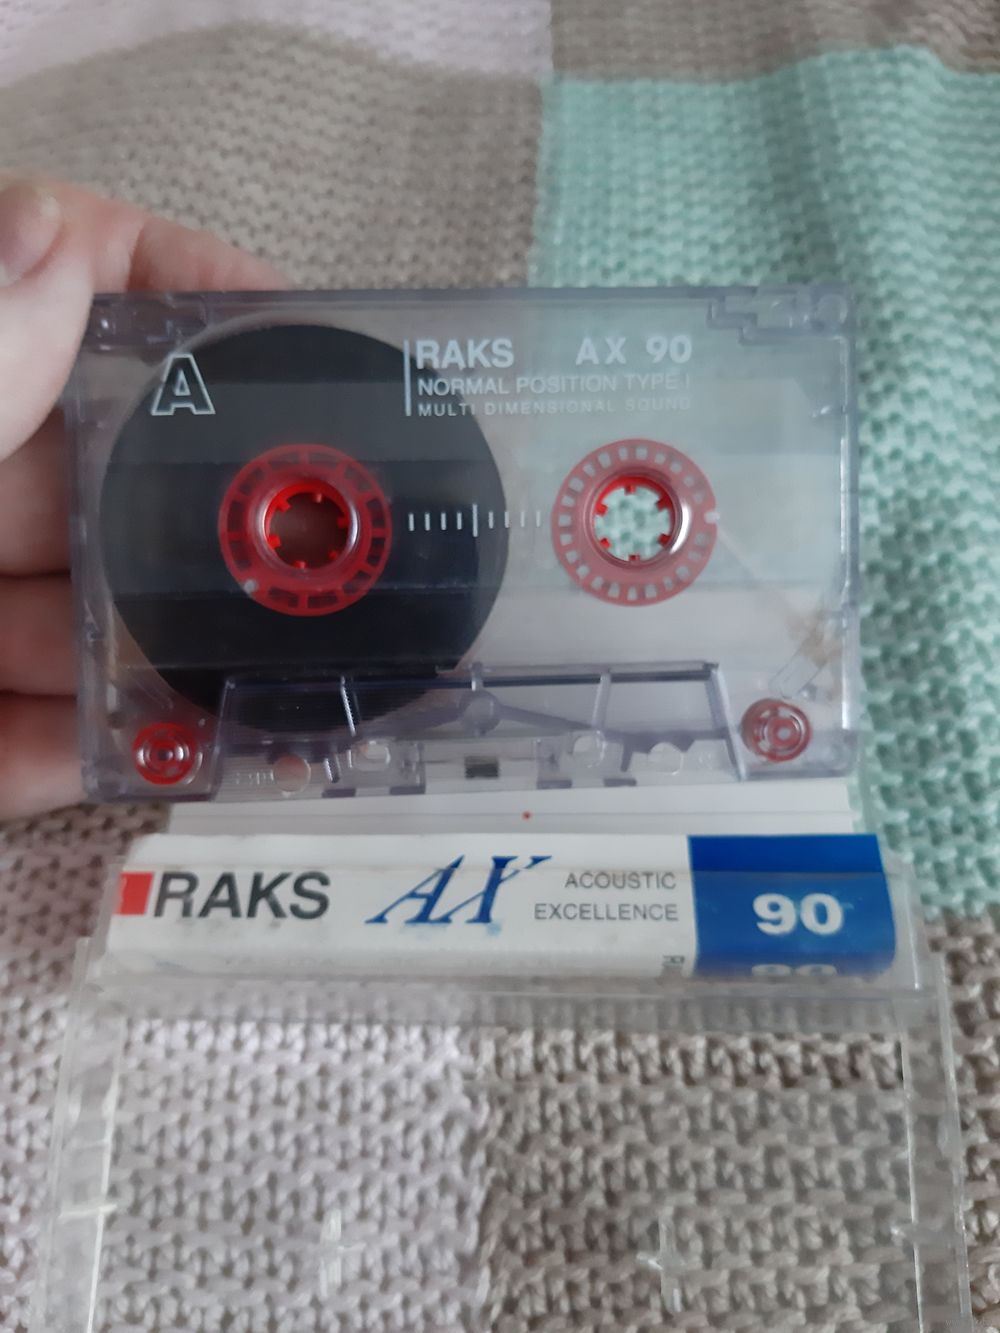 A
RAKS AX 90
NORMAL POSITION TYPE I
MULTI DIMENSIONAL SOUND
RAKS AX ACOUSTIC EXCELLENCE 90